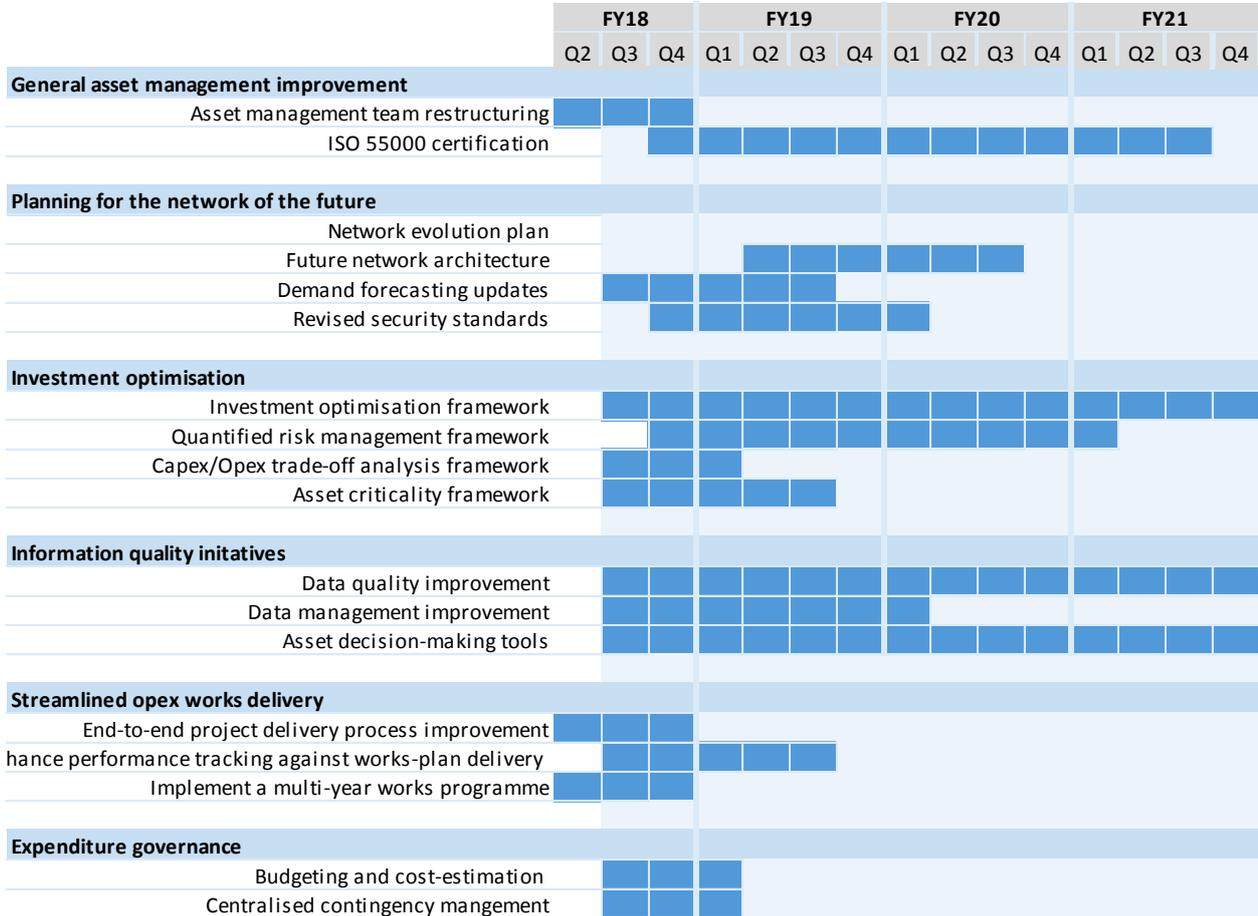 FY18 FY19 FY20 FY21
Q2 Q3 Q4 Q1 Q2 Q3 Q4 Q1 Q2 Q3 Q4 Q1 Q2 Q3 Q4
General asset management improvement
Asset management team restructuring
ISO 55000 certification
Planning for the network of the future
Network evolution plan
Future network architecture
Demand forecasting updates
Revised security standards
Investment optimisation
Investment optimisation framework
Quantified risk management framework
Capex/Opex trade-off analysis framework
Asset criticality framework
Information quality initatives
Data quality improvement
Data management improvement
Asset decision-making tools
Streamlined opex works delivery
End-to-end project delivery process improvement
hance performance tracking against works-plan delivery
Implement a multi-year works programme
Expenditure governance
Budgeting and cost-estimation
Centralised contingency mangement